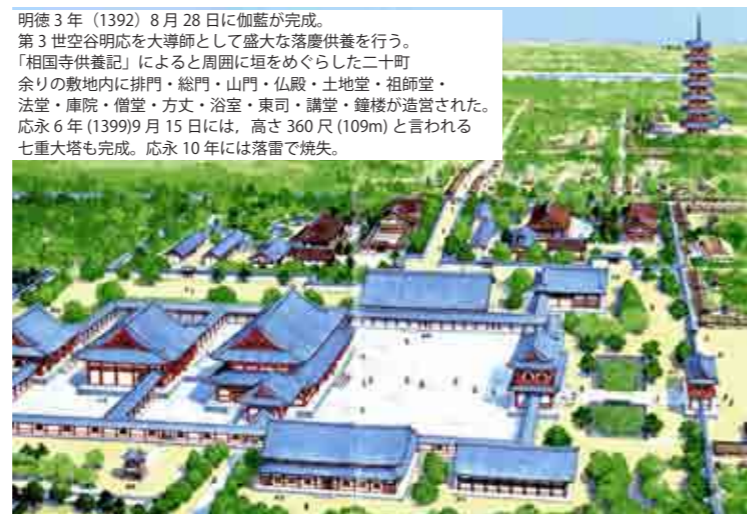 明徳 3 年（1392）8 月 28 日に伽藍が完成。
第 3 世空谷明応を大導師として盛大な落慶供養を行う。
「相国寺供養記」によると周囲に垣をめぐらした二十町
余りの敷地内に排門・総門・山門・仏殿・土地堂・祖師堂・
法堂・庫院・僧堂・方丈・浴室・東司・講堂・鐘楼が造営された。
応永 6 年 (1399)9 月 15 日には，高さ 360 尺 (109m) と言われる
七重大塔も完成。応永 10 年には落雷で焼失。